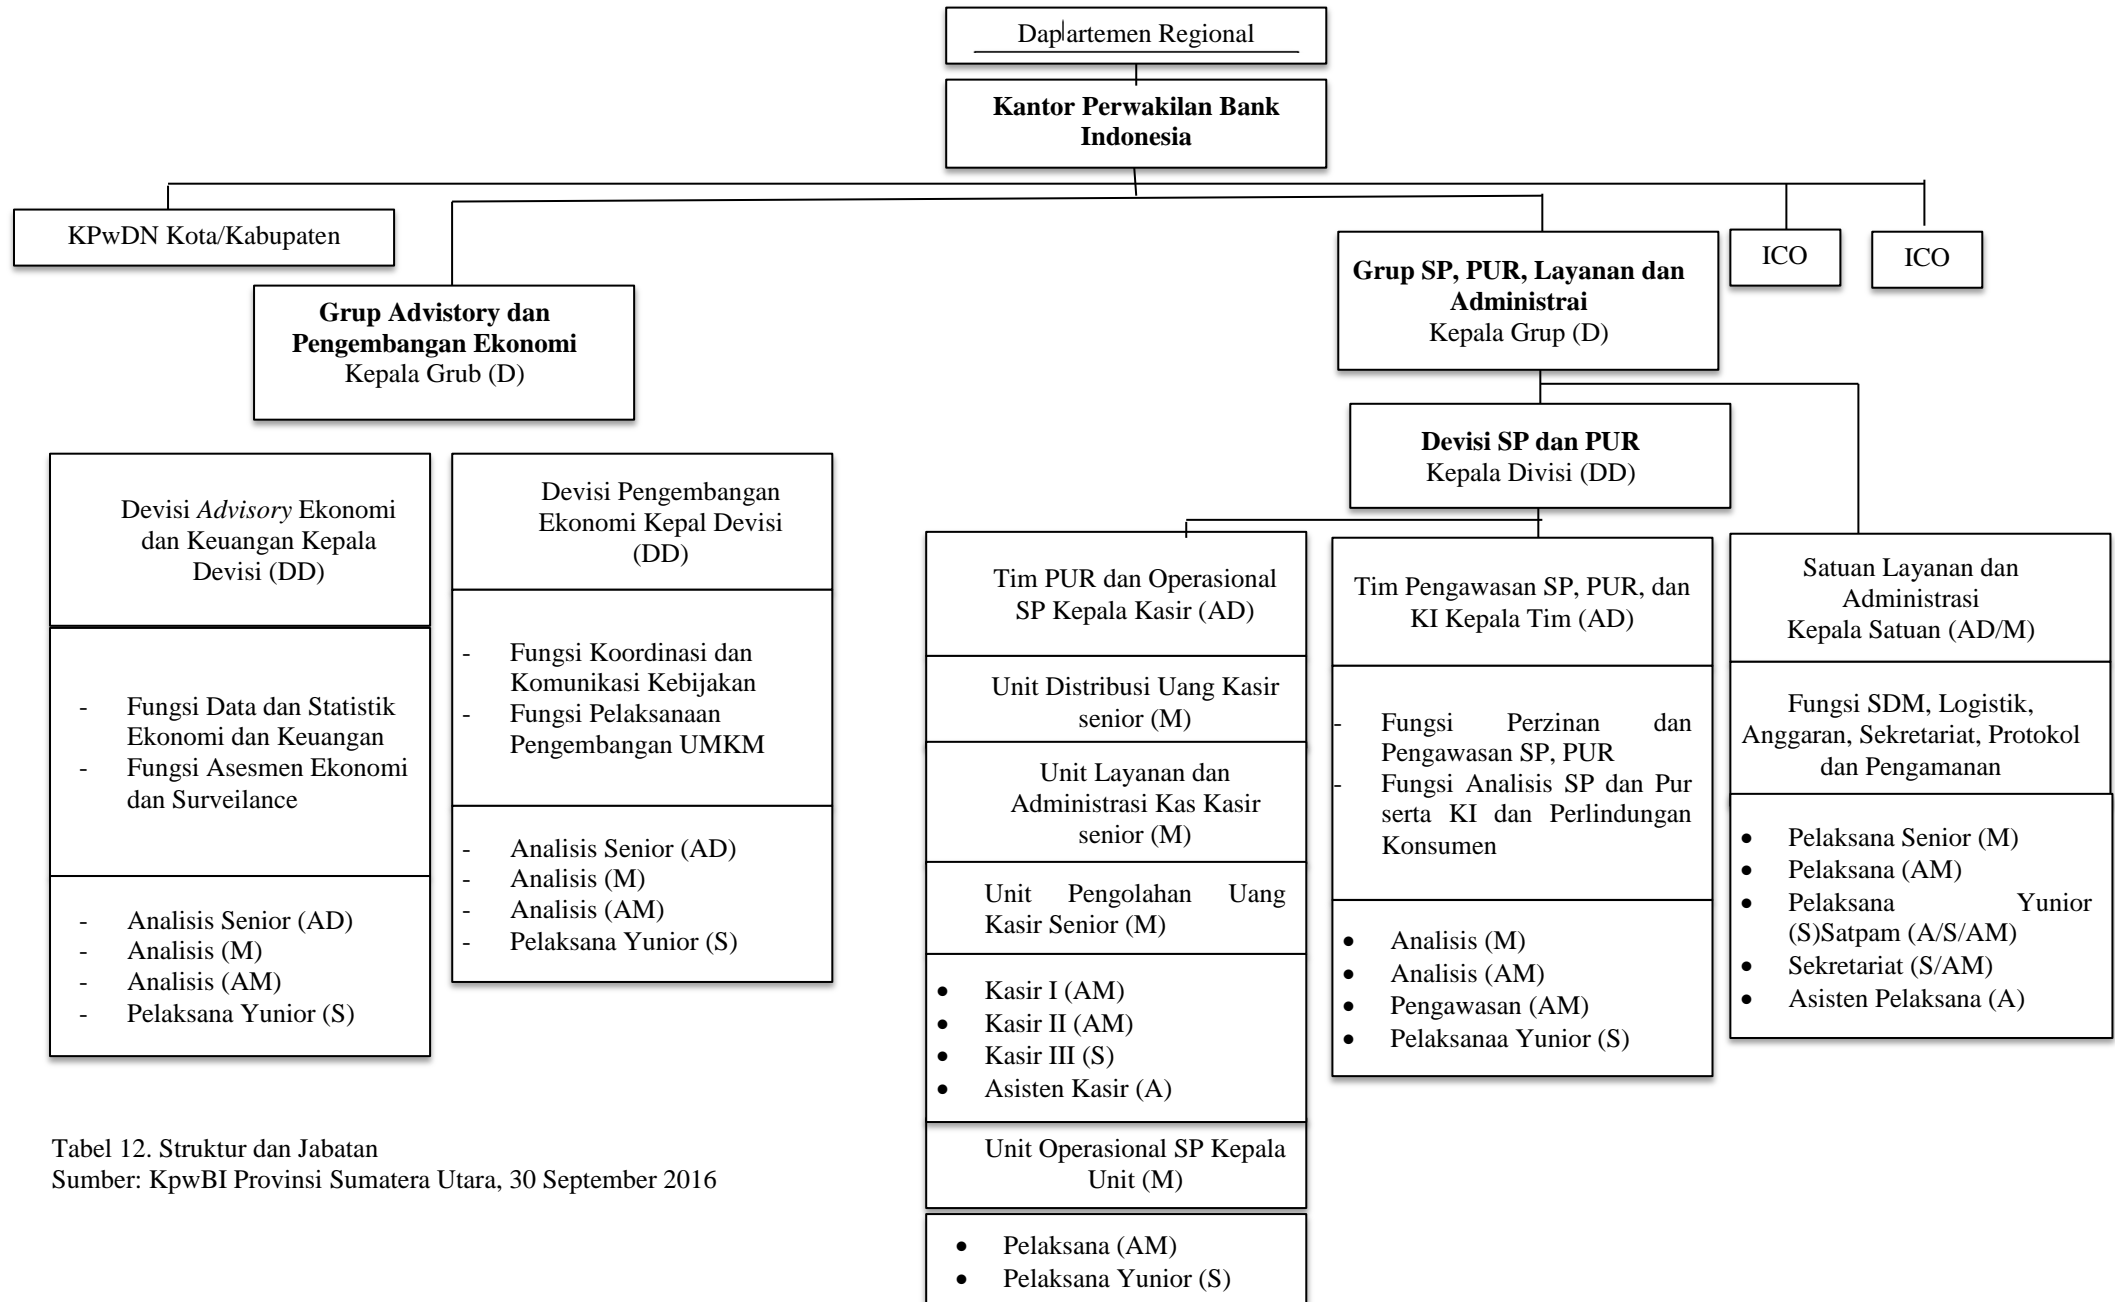 Dapartemen Regional
Kantor Perwakilan Bank
Indonesia
KPwDN Kota/Kabupaten
Grup Advistory dan
Pengembangan Ekonomi
Kepala Grub (D)
Grup SP, PUR, Layanan dan
Administrai
Kepala Grup (D)
ICO
ICO
Devisi SP dan PUR
Kepala Divisi (DD)
Devisi Advisory Ekonomi
dan Keuangan Kepala
Devisi (DD)
- Fungsi Data dan Statistik
Ekonomi dan Keuangan
- Fungsi Asesmen Ekonomi
dan Surveilance
- Analisis Senior (AD)
- Analisis (M)
- Analisis (AM)
- Pelaksana Yunior (S)
Devisi Pengembangan
Ekonomi Kepal Devisi
(DD)
- Fungsi Koordinasi dan
Komunikasi Kebijakan
- Fungsi Pelaksanaan
Pengembangan UMKM
- Analisis Senior (AD)
- Analisis (M)
- Analisis (AM)
- Pelaksana Yunior (S)
Tim PUR dan Operasional
SP Kepala Kasir (AD)
Unit Distribusi Uang Kasir
senior (M)
Unit Layanan dan
Administrasi Kas Kasir
senior (M)
Unit Pengolahan Uang
Kasir Senior (M)
• Kasir I (AM)
• Kasir II (AM)
• Kasir III (S)
• Asisten Kasir (A)
Unit Operasional SP Kepala
Unit (M)
• Pelaksana (AM)
• Pelaksana Yunior (S)
Tim Pengawasan SP, PUR, dan
KI Kepala Tim (AD)
- Fungsi Perzinan dan
Pengawasan SP, PUR
- Fungsi Analisis SP dan Pur
serta KI dan Perlindungan
Konsumen
• Analisis (M)
• Analisis (AM)
• Pengawasan (AM)
• Pelaksanaa Yunior (S)
Satuan Layanan dan
Administrasi
Kepala Satuan (AD/M)
Fungsi SDM, Logistik,
Anggaran, Sekretariat, Protokol
dan Pengamanan
• Pelaksana Senior (M)
• Pelaksana (AM)
• Pelaksana Yunior
(S)Satpam (A/S/AM)
• Sekretariat (S/AM)
• Asisten Pelaksana (A)
Tabel 12. Struktur dan Jabatan
Sumber: KpwBI Provinsi Sumatera Utara, 30 September 2016